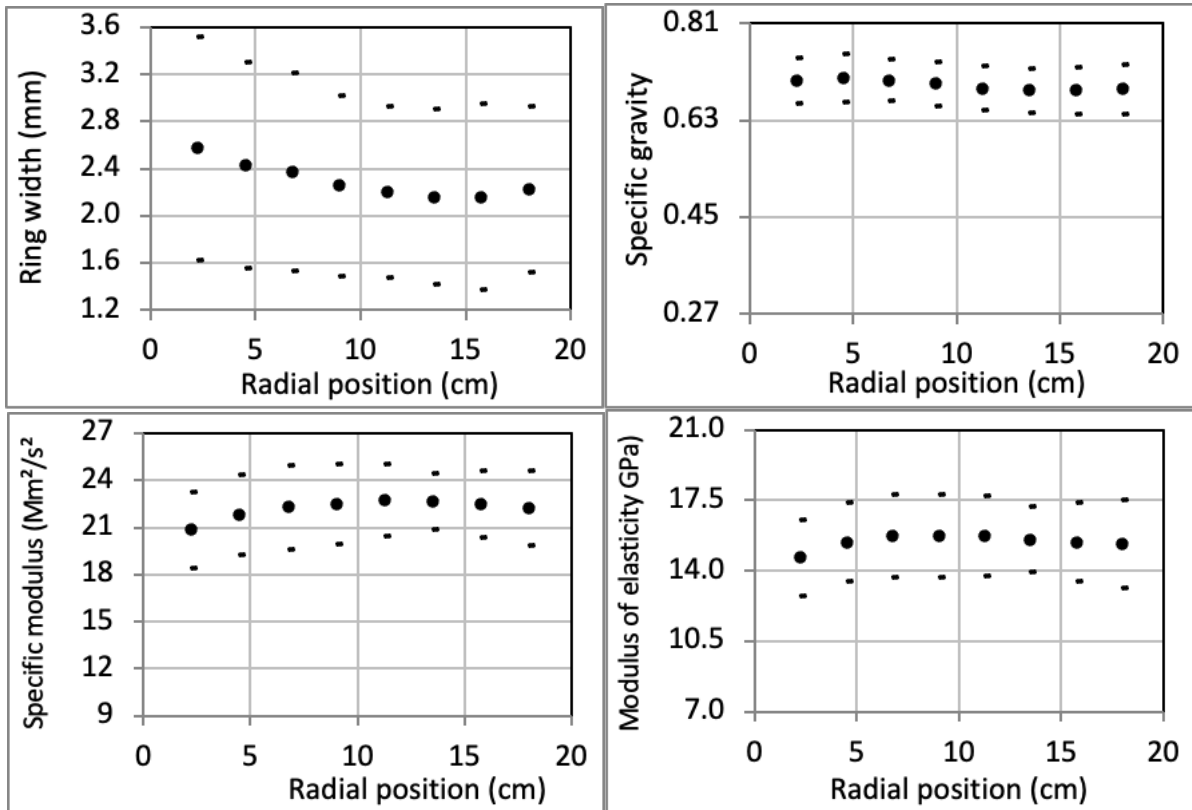 Ring width (mm)
3.6
3.2
2.8
2.4
2.0
1.6
1.2
0 5 10 15 20
Radial position (cm)
Specific gravity
0.81
0.63
0.45
0.27
0 5 10 15 20
Radial position (cm)
Specific modulus (Mm²/s²
27
24
21
18
15
12
9
0 5 10 15 20
Radial position (cm)
Modulus of elasticity GPa)
21.0
17.5
14.0
10.5
7.0
0 5 10 15 20
Radial position (cm)